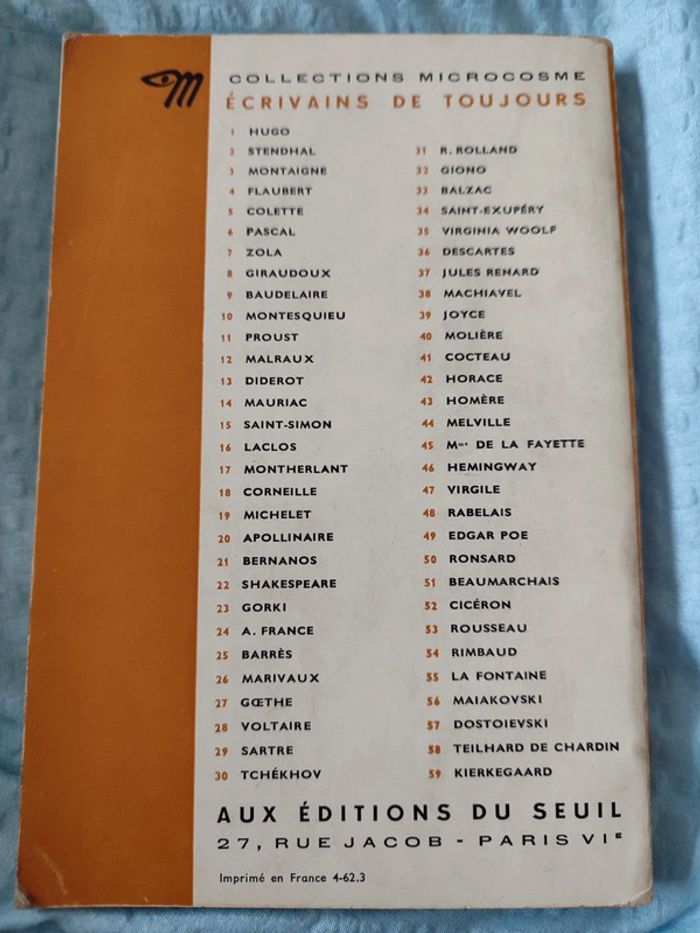 COLLECTIONS MICROCOSME
ÉCRIVAINS DE TOUJOURS
1 HUGO
2 STENDHAL
3 MONTAIGNE
4 FLAUBERT
5 COLETTE
6 PASCAL
7 ZOLA
8 GIRAUDOUX
9 BAUDELAIRE
10 MONTESQUIEU
11 PROUST
12 MALRAUX
13 DIDEROT
14 MAURIAC
15 SAINT-SIMON
16 LACLOS
17 MONTHERLANT
18 CORNEILLE
19 MICHELET
20 APOLLINAIRE
21 BERNANOS
22 SHAKESPEARE
23 GORKI
24 A. FRANCE
25 BARRÈS
26 MARIVAUX
27 GŒTHE
28 VOLTAIRE
29 SARTRE
30 TCHÉKHOV
31 R. ROLLAND
32 GIONO
33 BALZAC
34 SAINT-EXUPÉRY
35 VIRGINIA WOOLF
36 DESCARTES
37 JULES RENARD
38 MACHIAVEL
39 JOYCE
40 MOLIÈRE
41 COCTEAU
42 HORACE
43 HOMÈRE
44 MELVILLE
45 Mme DE LA FAYETTE
46 HEMINGWAY
47 VIRGILE
48 RABELAIS
49 EDGAR POE
50 RONSARD
51 BEAUMARCHAIS
52 CICÉRON
53 ROUSSEAU
54 RIMBAUD
55 LA FONTAINE
56 MAIAKOVSKI
57 DOSTOIEVSKI
58 TEILHARD DE CHARDIN
59 KIERKEGAARD
AUX ÉDITIONS DU SEUIL
27, RUE JACOB - PARIS VIE
Imprimé en France 4-62.3